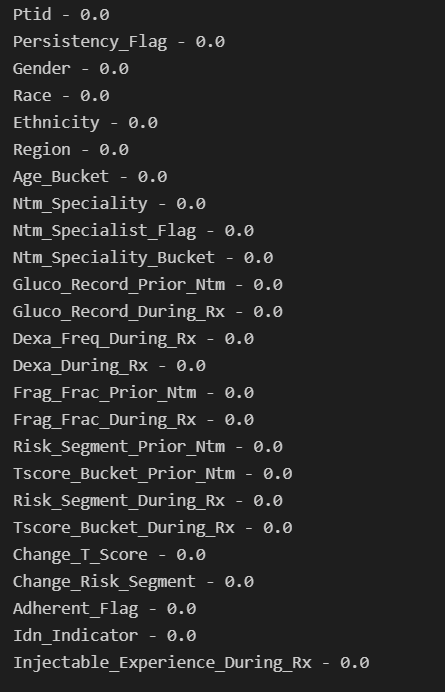 Ptid - 0.0
Persistency_Flag - 0.0
Gender - 0.0
Race - 0.0
Ethnicity - 0.0
Region - 0.0
Age_Bucket - 0.0
Ntm_Speciality - 0.0
Ntm_Specialist_Flag - 0.0
Ntm_Speciality_Bucket - 0.0
Gluco_Record_Prior_Ntm - 0.0
Gluco_Record_During_Rx - 0.0
Dexa_Freq_During_Rx - 0.0
Dexa_During_Rx - 0.0
Frag_Frac_Prior_Ntm - 0.0
Frag_Frac_During_Rx - 0.0
Risk_Segment_Prior_Ntm - 0.0
Tscore_Bucket_Prior_Ntm - 0.0
Risk_Segment_During_Rx - 0.0
Tscore_Bucket_During_Rx - 0.0
Change_T_Score - 0.0
Change_Risk_Segment - 0.0
Adherent_Flag - 0.0
Idn_Indicator - 0.0
Injectable_Experience_During_Rx - 0.0